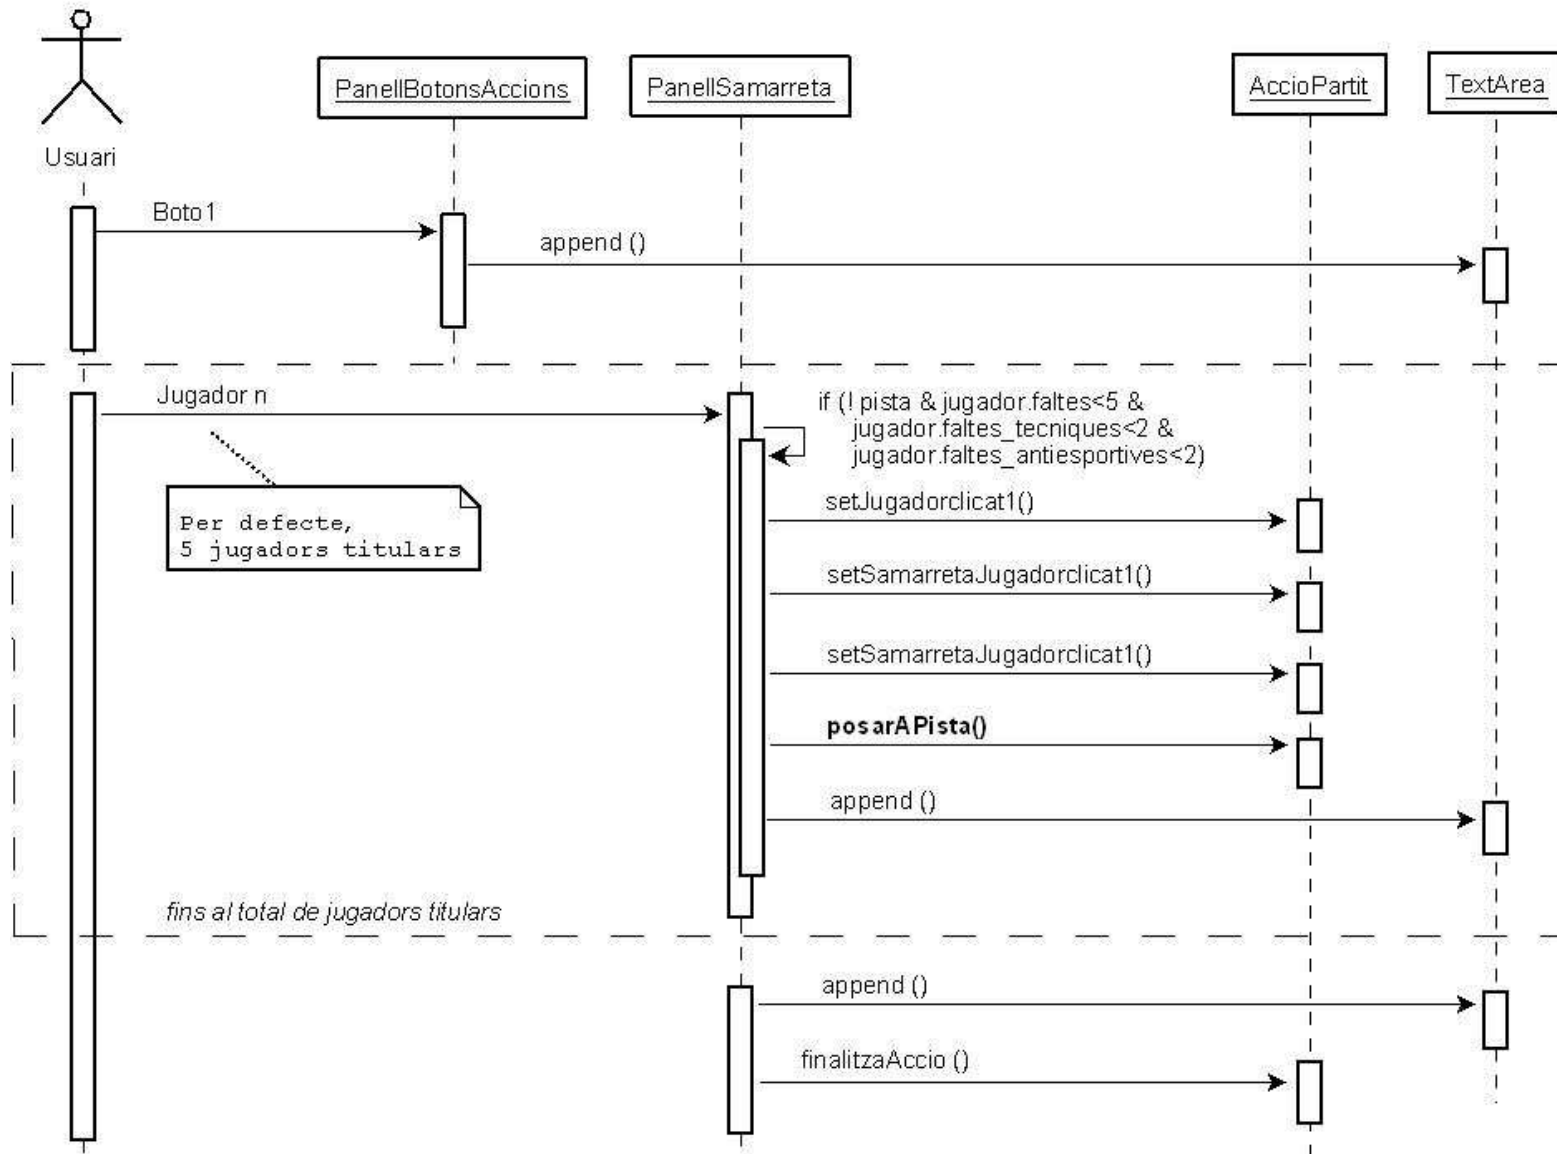 PanellBotonsAccions
PanellSamarreta
AccioPartit
TextArea
Usuari
Boto1
append ()
Jugador n
if (! pista & jugador.faltes<5 &
jugador.faltes_tecniques<2 &
jugador.faltes_antiesportives<2)
Per defecte,
5 jugadors titulars
setJugadorclicat1()
setSamarretaJugadorclicat1()
setSamarretaJugadorclicat1()
posarAPista()
append ()
fins al total de jugadors titulars
append ()
finalitzaAccio ()